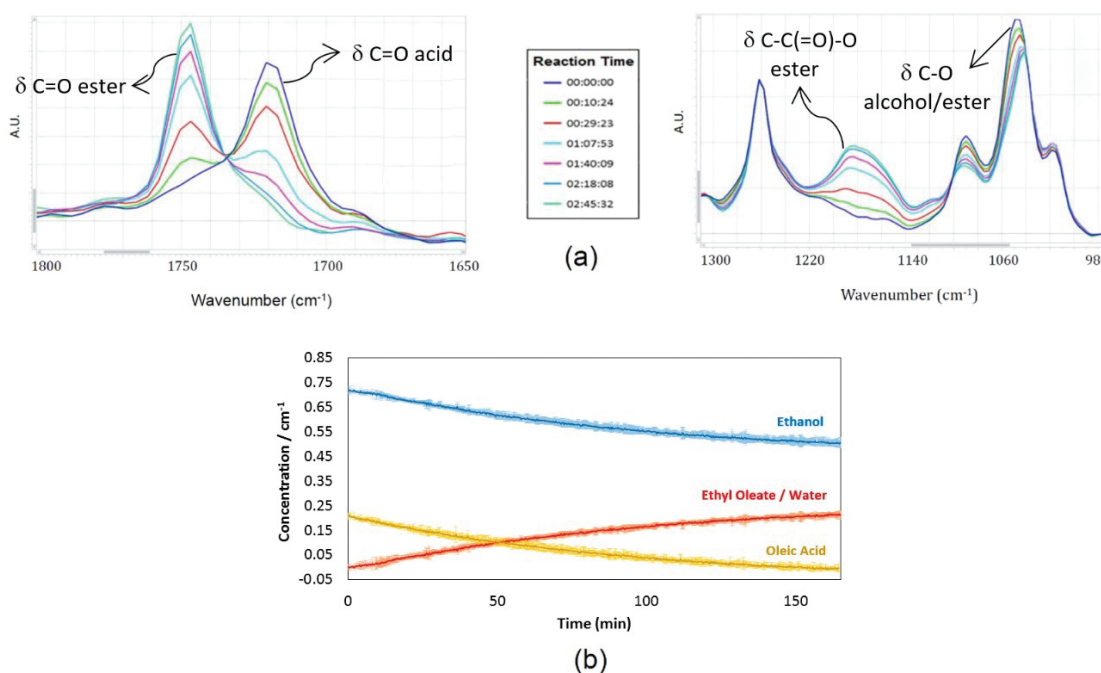 δ C=O ester
δ C=O acid
A.U.
1800
1750
1700
1650
Wavenumber (cm⁻¹)
Reaction Time
00:00:00
00:10:24
00:29:23
01:07:53
01:40:09
02:18:08
02:45:32
(a)
δ C-C(=O)-O
ester
δ C-O
alcohol/ester
A.U.
1300
1220
1140
1060
98
Wavenumber (cm⁻¹)
0.85
0.75
0.65
0.55
0.45
0.35
0.25
0.15
0.05
-0.05
Concentration / cm⁻¹
Ethanol
Ethyl Oleate / Water
Oleic Acid
0
50
100
150
Time (min)
(b)